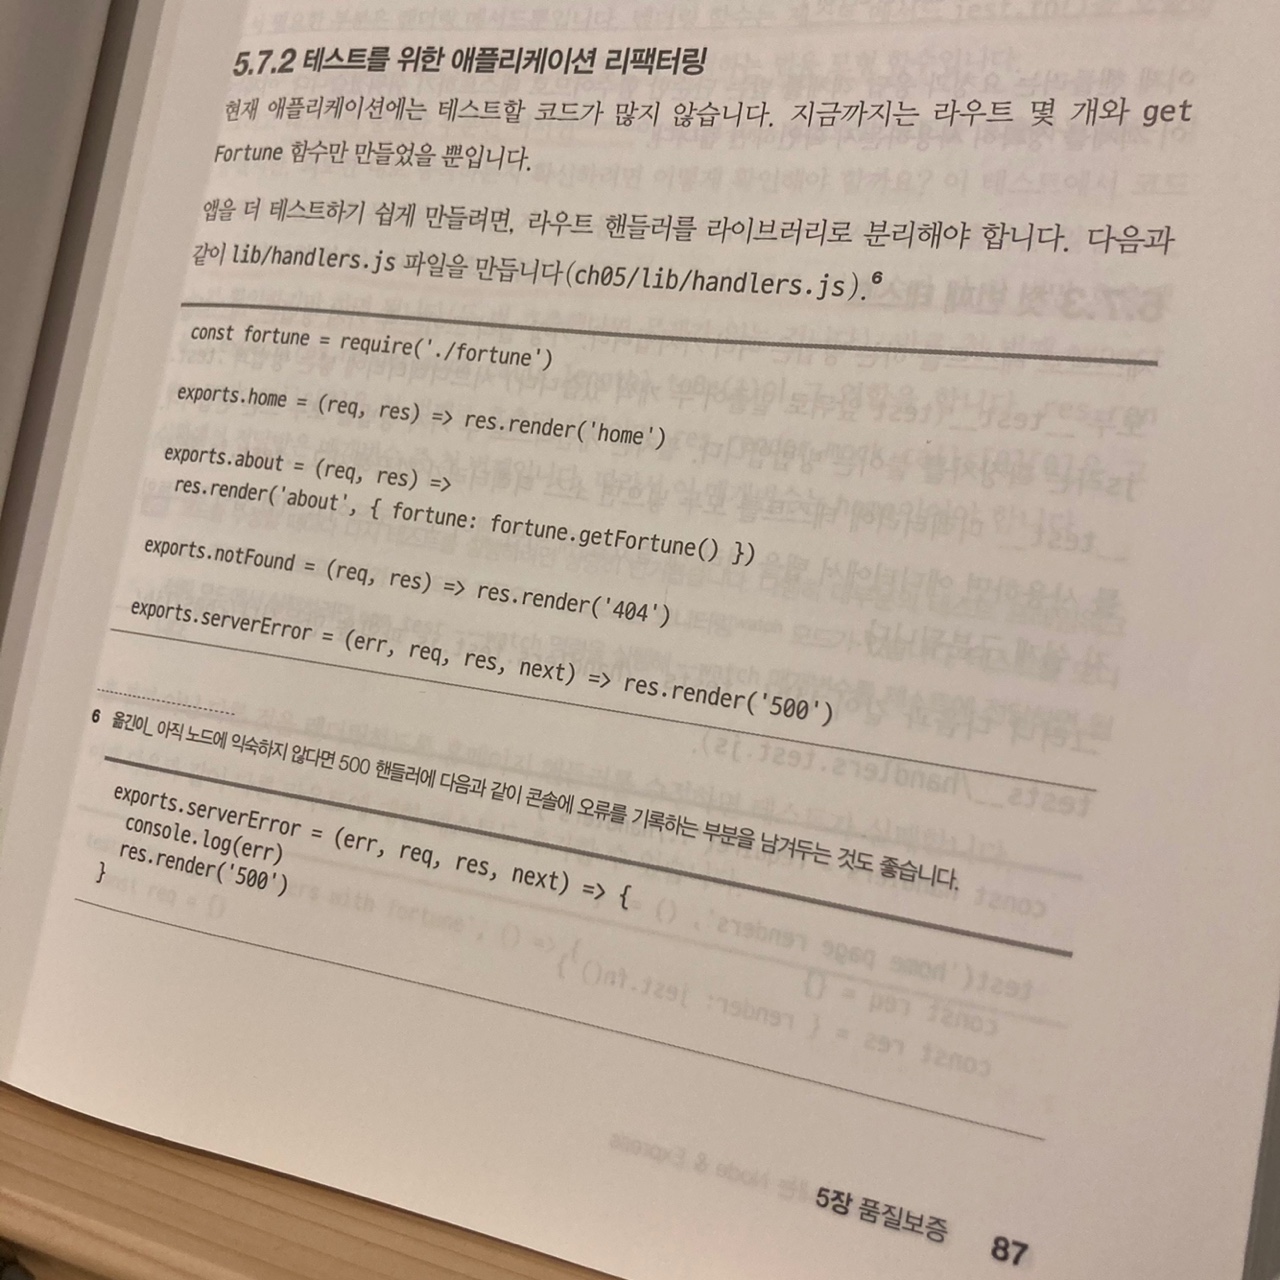 5.7.2 테스트를 위한 애플리케이션 리팩터링
현재 애플리케이션에는 테스트할 코드가 많지 않습니다. 지금까지는 라우트 몇 개와 get
Fortune 함수만 만들었을 뿐입니다.
앱을 더 테스트하기 쉽게 만들려면, 라우트 핸들러를 라이브러리로 분리해야 합니다. 다음과
같이 lib/handlers.js 파일을 만듭니다(ch05/lib/handlers.js).6
const fortune = require('./fortune')
exports.home = (req, res) => res.render('home')
exports.about = (req, res) =>
res.render('about', { fortune: fortune.getFortune() })
exports.notFound = (req, res) => res.render('404')
exports.serverError = (err, req, res, next) => res.render('500')
6 옮긴이_ 아직 노드에 익숙하지 않다면 500 핸들러에 다음과 같이 콘솔에 오류를 기록하는 부분을 남겨두는 것도 좋습니다.
exports.serverError = (err, req, res, next) => {
console.log(err)
res.render('500')
}
5장 품질보증 87